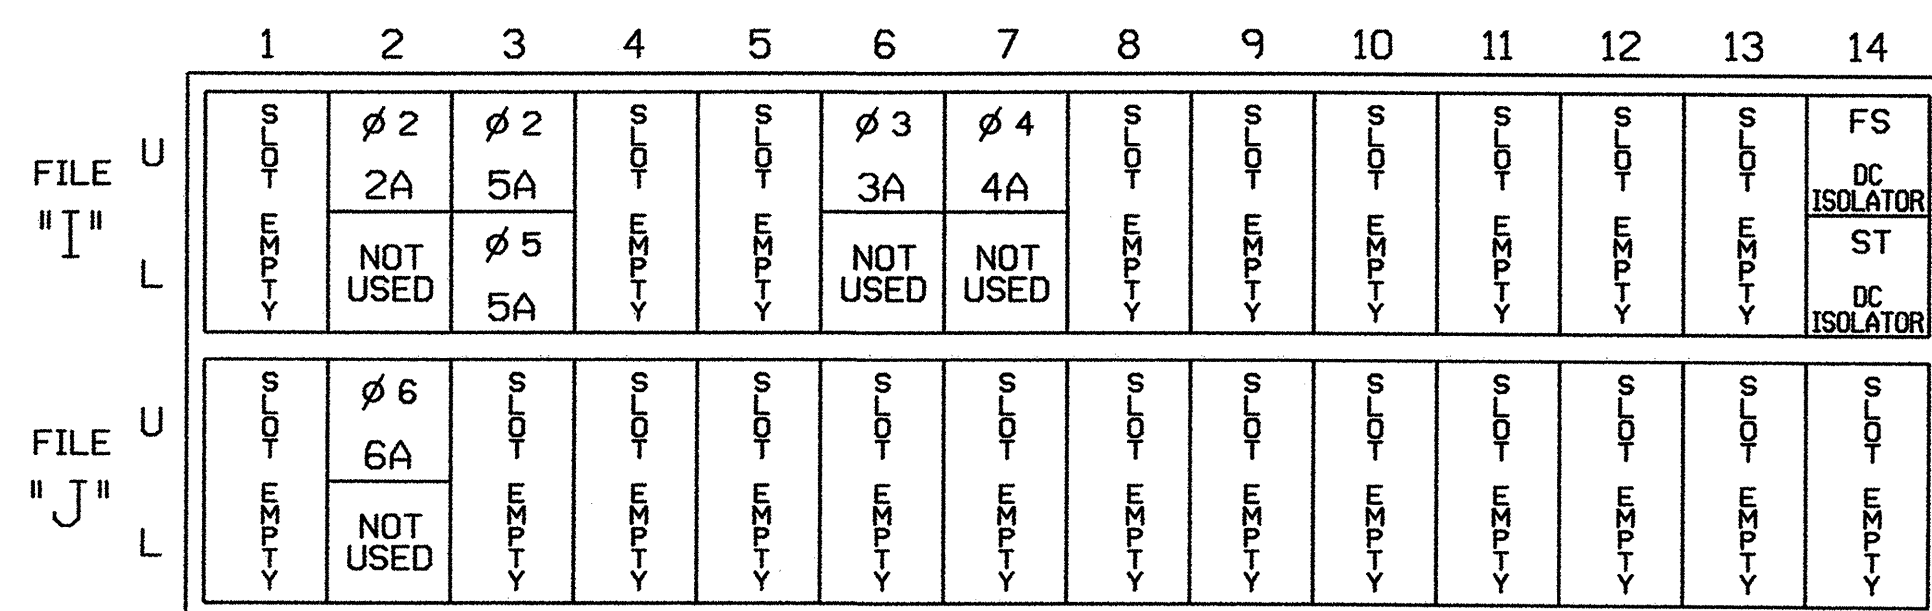 1 2 3 4 5 6 7 8 9 10 11 12 13 14
FILE "I"
U
L
SLOT EMPTY
ø 2
2A
NOT USED
ø 2
5A
ø 5
5A
SLOT EMPTY
SLOT EMPTY
ø 3
3A
NOT USED
ø 4
4A
NOT USED
SLOT EMPTY
SLOT EMPTY
SLOT EMPTY
SLOT EMPTY
SLOT EMPTY
SLOT EMPTY
FS
DC
ISOLATOR
ST
DC
ISOLATOR
FILE "J"
U
L
SLOT EMPTY
ø 6
6A
NOT USED
SLOT EMPTY
SLOT EMPTY
SLOT EMPTY
SLOT EMPTY
SLOT EMPTY
SLOT EMPTY
SLOT EMPTY
SLOT EMPTY
SLOT EMPTY
SLOT EMPTY
SLOT EMPTY
SLOT EMPTY